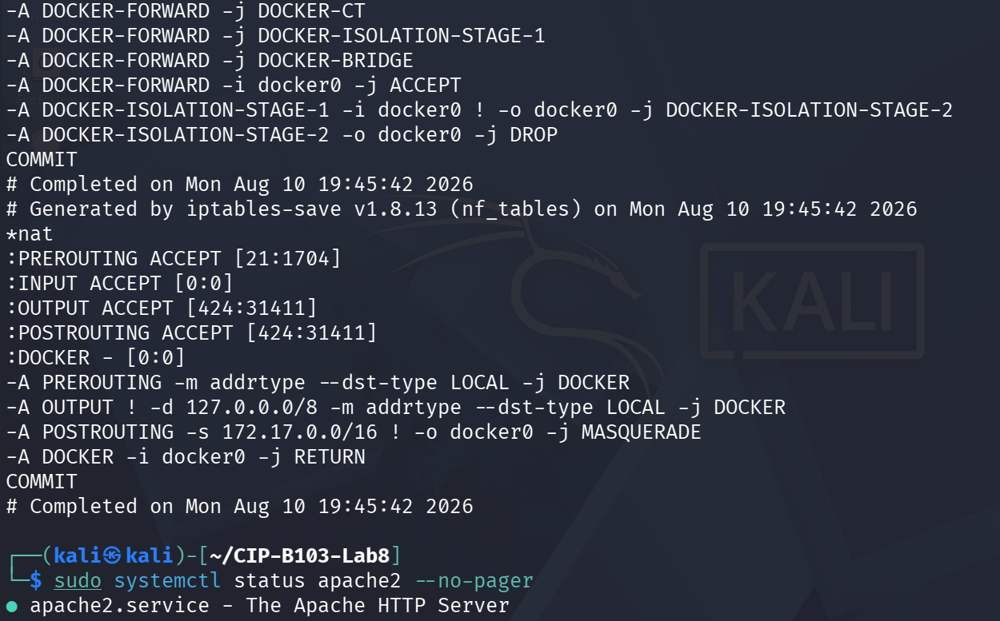 -A DOCKER-FORWARD -j DOCKER-CT
-A DOCKER-FORWARD -j DOCKER-ISOLATION-STAGE-1
-A DOCKER-FORWARD -j DOCKER-BRIDGE
-A DOCKER-FORWARD -i docker0 -j ACCEPT
-A DOCKER-ISOLATION-STAGE-1 -i docker0 ! -o docker0 -j DOCKER-ISOLATION-STAGE-2
-A DOCKER-ISOLATION-STAGE-2 -o docker0 -j DROP
COMMIT
# Completed on Mon Aug 10 19:45:42 2026
# Generated by iptables-save v1.8.13 (nf_tables) on Mon Aug 10 19:45:42 2026
*nat
:PREROUTING ACCEPT [21:1704]
:INPUT ACCEPT [0:0]
:OUTPUT ACCEPT [424:31411]
:POSTROUTING ACCEPT [424:31411]
:DOCKER - [0:0]
-A PREROUTING -m addrtype --dst-type LOCAL -j DOCKER
-A OUTPUT ! -d 127.0.0.0/8 -m addrtype --dst-type LOCAL -j DOCKER
-A POSTROUTING -s 172.17.0.0/16 ! -o docker0 -j MASQUERADE
-A DOCKER -i docker0 -j RETURN
COMMIT
# Completed on Mon Aug 10 19:45:42 2026
┌──(kali㉿kali)-[~/CIP-B103-Lab8]
└─$ sudo systemctl status apache2 --no-pager
● apache2.service - The Apache HTTP Server
KALI